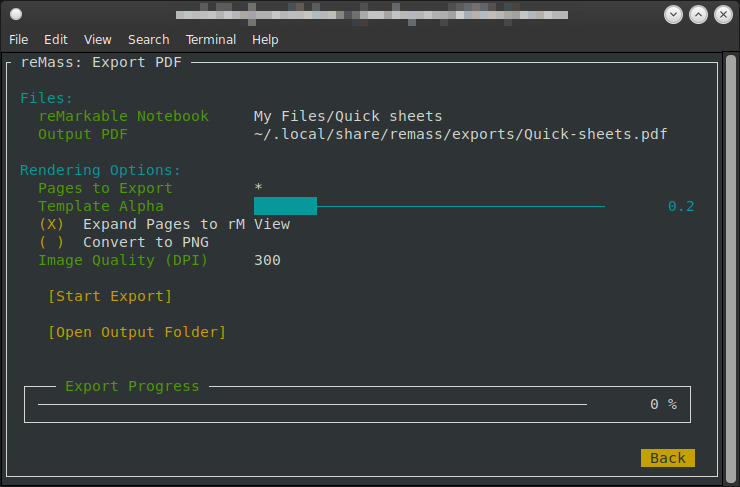 File Edit View Search Terminal Help
reMass: Export PDF
Files:
reMarkable Notebook My Files/Quick sheets
Output PDF ~/.local/share/remass/exports/Quick-sheets.pdf
Rendering Options:
Pages to Export *
Template Alpha 0.2
(X) Expand Pages to rM View
( ) Convert to PNG
Image Quality (DPI) 300
[Start Export]
[Open Output Folder]
Export Progress
0 %
Back